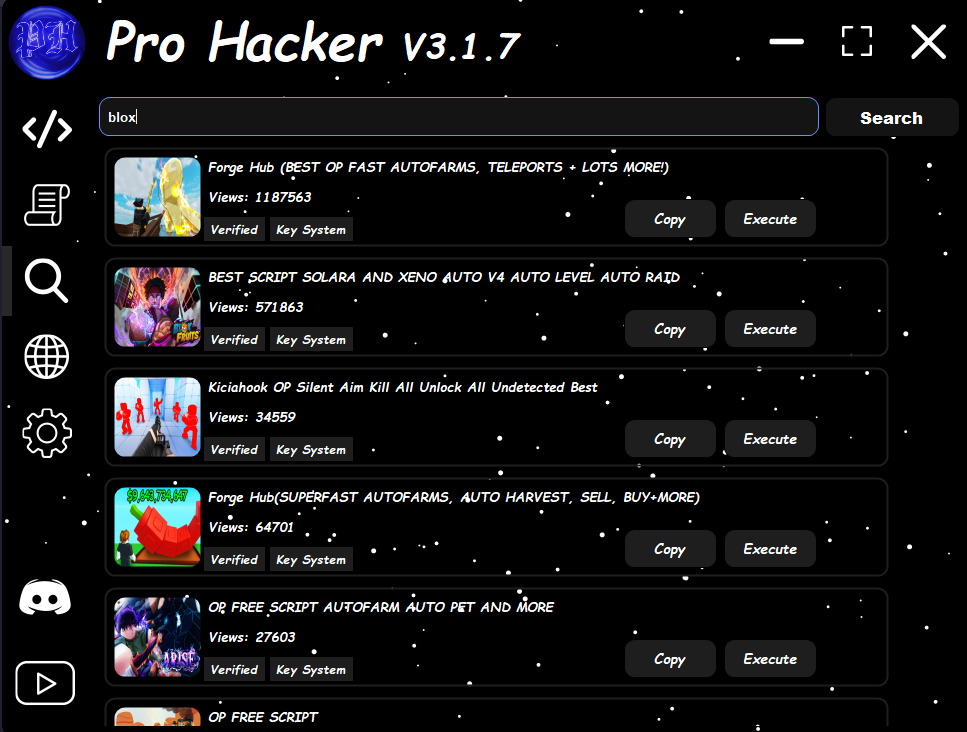 PH
Pro Hacker V3.1.7
blox
Search
Forge Hub (BEST OP FAST AUTOFARMS, TELEPORTS + LOTS MORE!)
Views: 1187563
Verified Key System
Copy Execute
BEST SCRIPT SOLARA AND XENO AUTO V4 AUTO LEVEL AUTO RAID
Views: 571863
BLOX FRUITS
Verified Key System
Copy Execute
Kiciahook OP Silent Aim Kill All Unlock All Undetected Best
Views: 34559
Verified Key System
Copy Execute
$9,643,734,647
Forge Hub(SUPERFAST AUTOFARMS, AUTO HARVEST, SELL, BUY+MORE)
Views: 64701
Verified Key System
Copy Execute
OP FREE SCRIPT AUTOFARM AUTO PET AND MORE
Views: 27603
ARISE
Verified Key System
Copy Execute
OP FREE SCRIPT